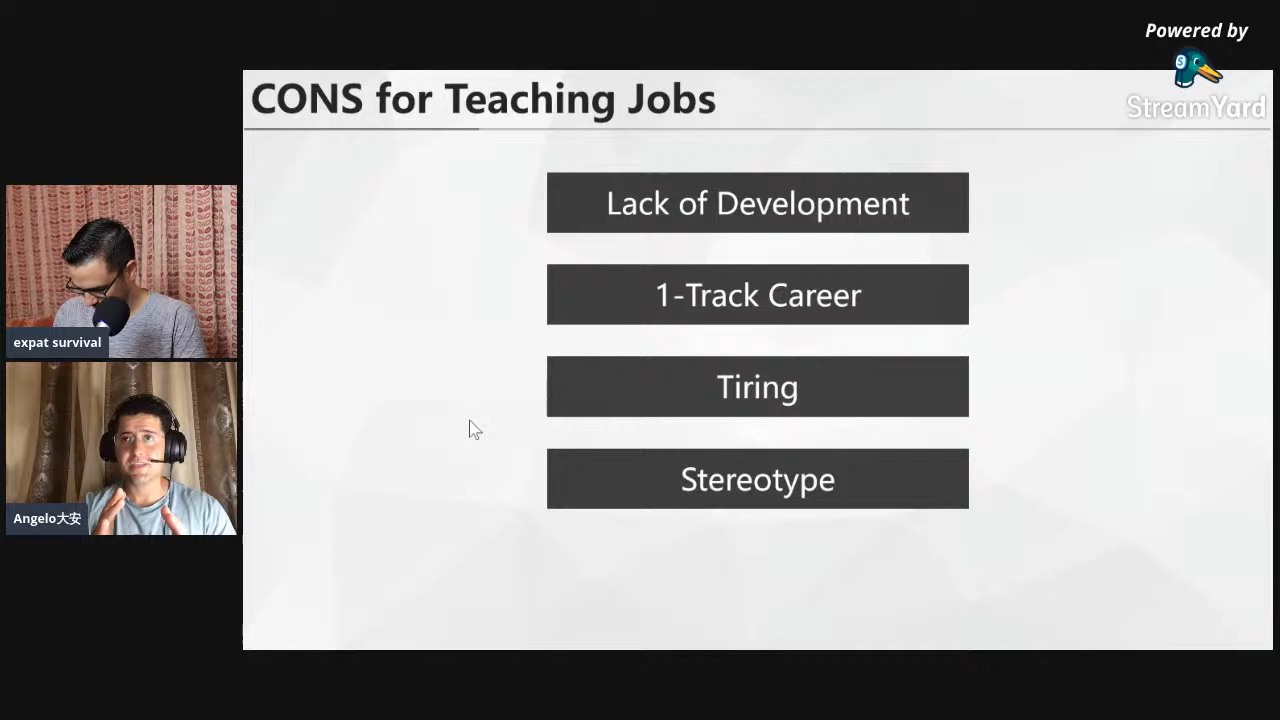 Powered by
StreamYard
CONS for Teaching Jobs
Lack of Development
1-Track Career
Tiring
Stereotype
expat survival
Angelo大安